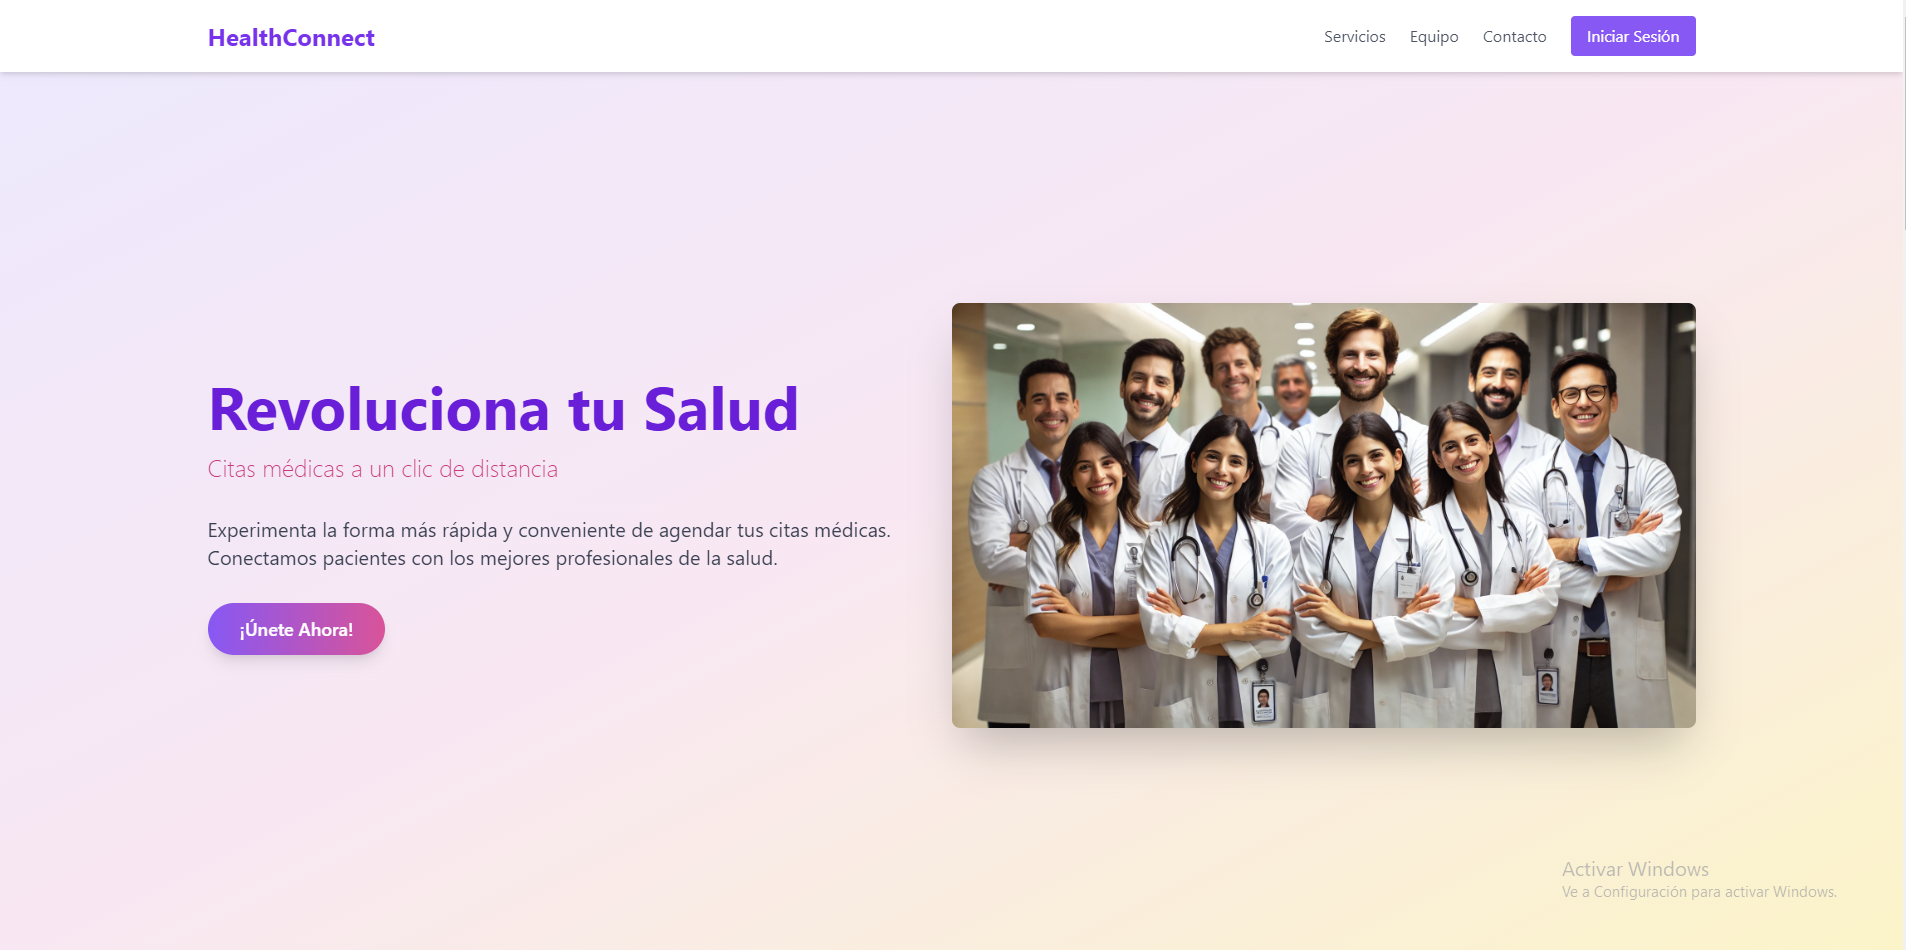 HealthConnect
Servicios
Equipo
Contacto
Iniciar Sesión
Revoluciona tu Salud
Citas médicas a un clic de distancia
Experimenta la forma más rápida y conveniente de agendar tus citas médicas.
Conectamos pacientes con los mejores profesionales de la salud.
¡Únete Ahora!
Activar Windows
Ve a Configuración para activar Windows.